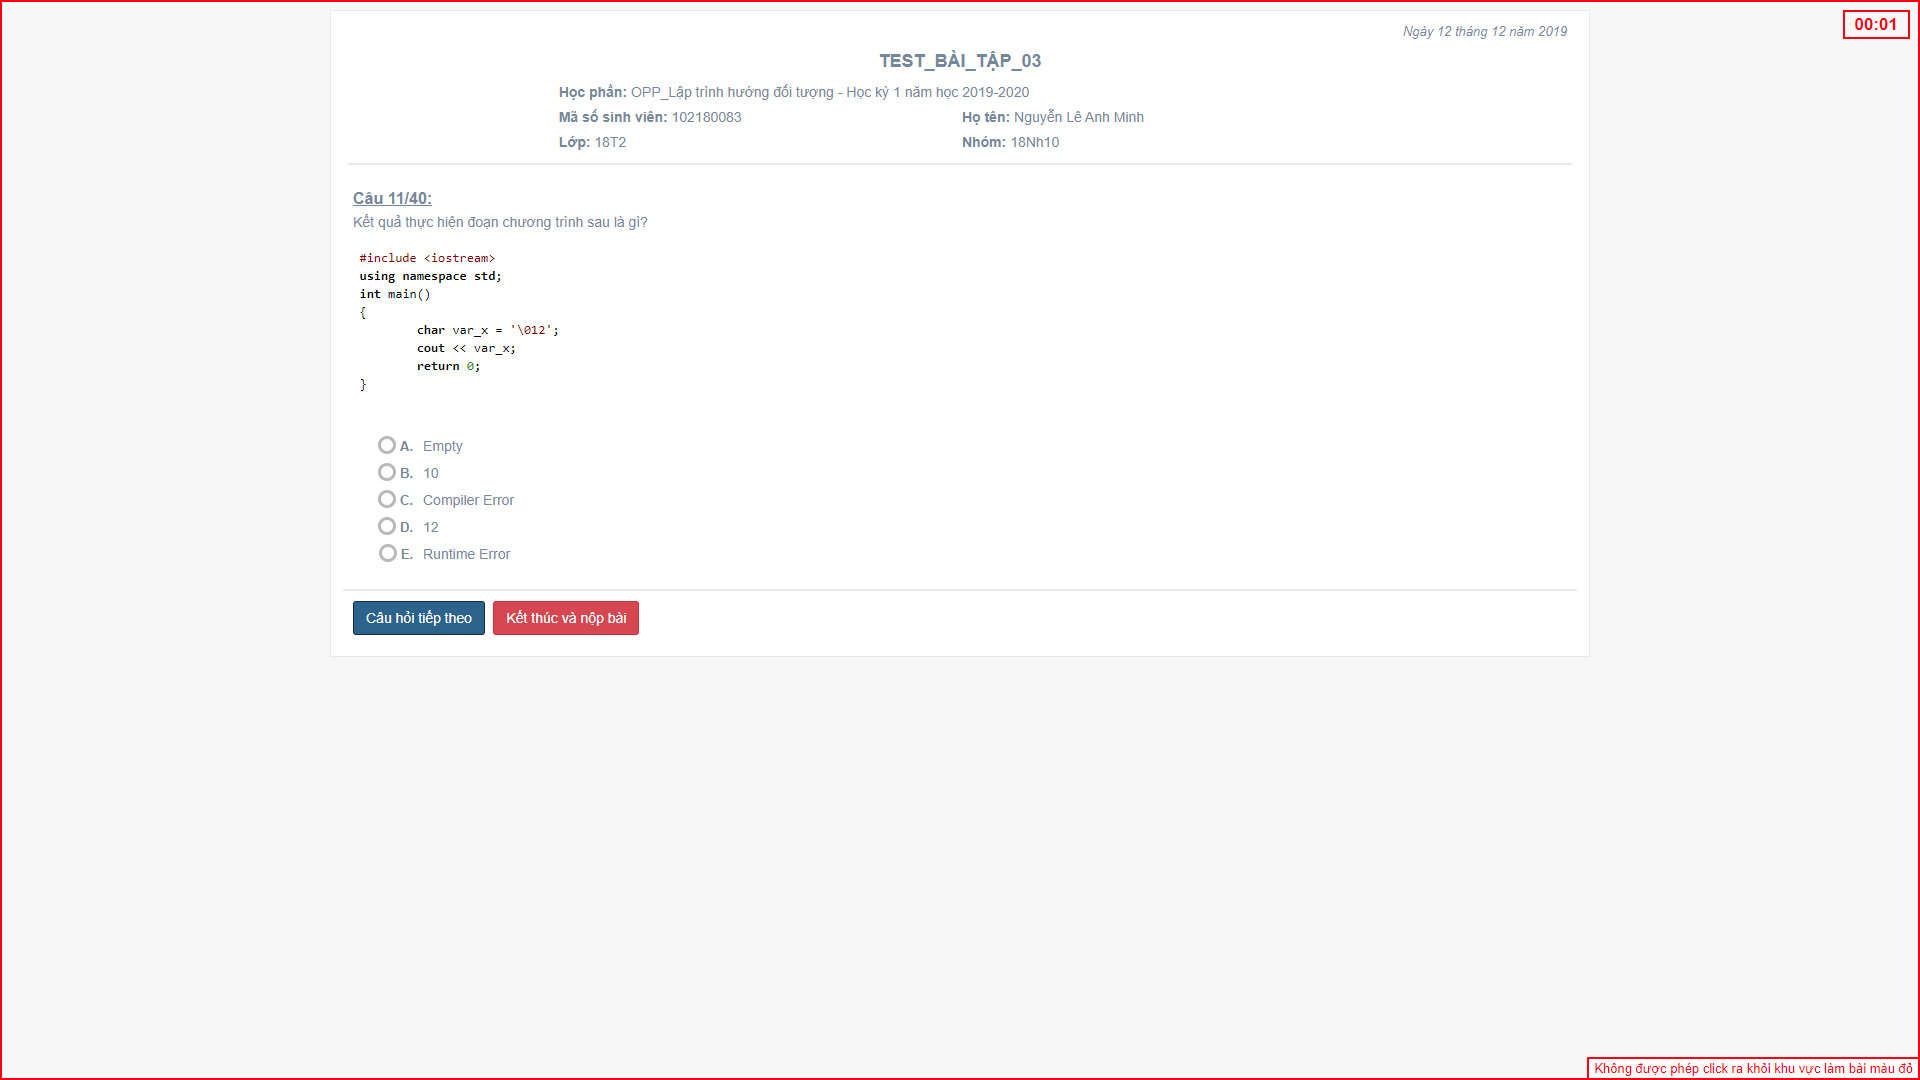 00:01
Ngày 12 tháng 12 năm 2019
TEST_BÀI_TẬP_03
Học phần: OPP_Lập trình hướng đối tượng - Học kỳ 1 năm học 2019-2020
Mã số sinh viên: 102180083 Họ tên: Nguyễn Lê Anh Minh
Lớp: 18T2 Nhóm: 18Nh10
Câu 11/40:
Kết quả thực hiện đoạn chương trình sau là gì?
#include <iostream>
using namespace std;
int main()
{
char var_x = '\012';
cout << var_x;
return 0;
}
A. Empty
B. 10
C. Compiler Error
D. 12
E. Runtime Error
Câu hỏi tiếp theo Kết thúc và nộp bài
Không được phép click ra khỏi khu vực làm bài màu đỏ